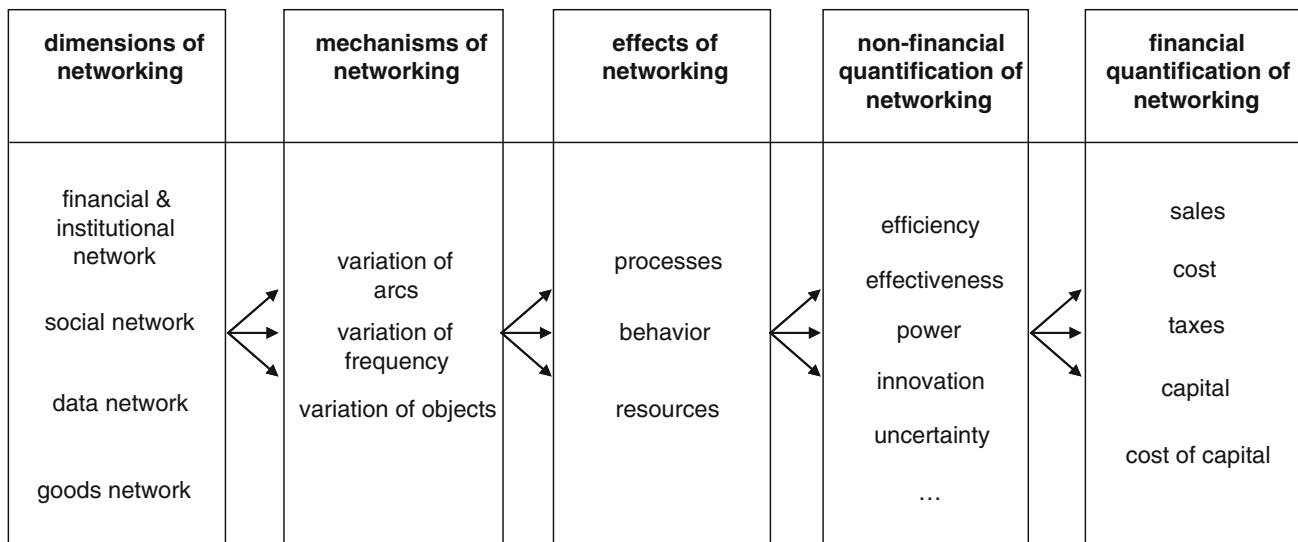 dimensions of
networking
mechanisms of
networking
effects of
networking
non-financial
quantification of
networking
financial
quantification of
networking
financial &
institutional
network
social network
data network
goods network
variation of
arcs
variation of
frequency
variation of objects
processes
behavior
resources
efficiency
effectiveness
power
innovation
uncertainty
…
sales
cost
taxes
capital
cost of capital